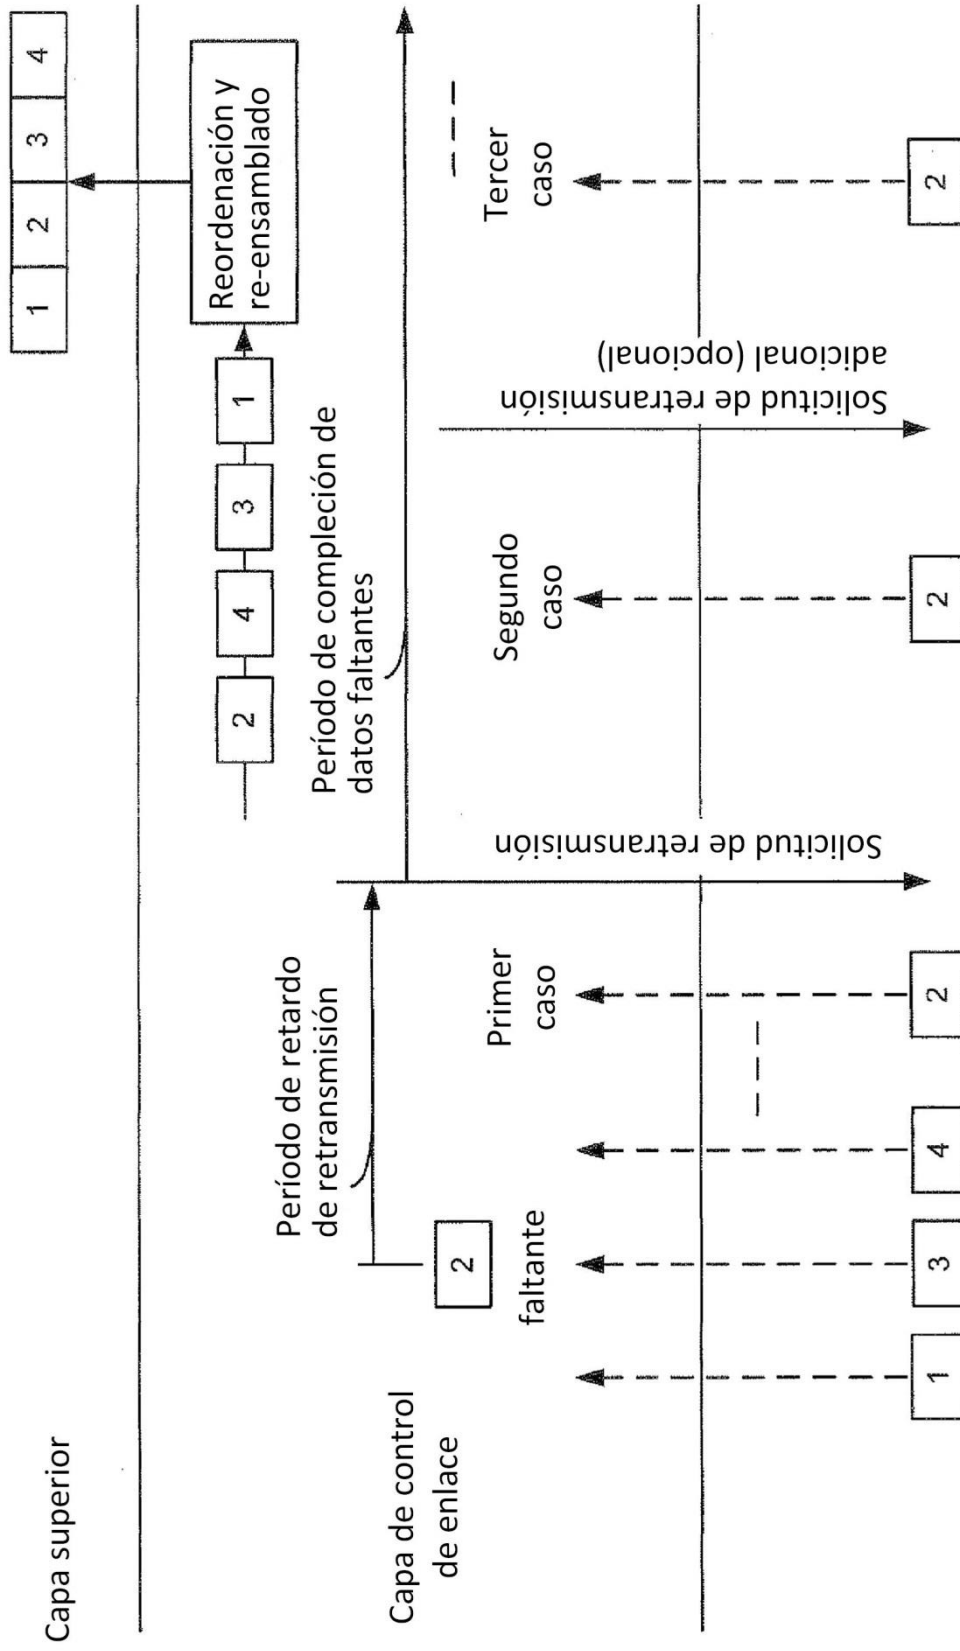 Capa superior
1 2 3 4
2 4 3 1
Reordenación y
re-ensamblado
Período de retardo
de retransmisión
Período de compleción de
datos faltantes
Capa de control
de enlace
2
faltante
Primer
caso
Solicitud de retransmisión
Segundo
caso
Solicitud de retransmisión
adicional (opcional)
Tercer
caso
1 3 4 2 2 2